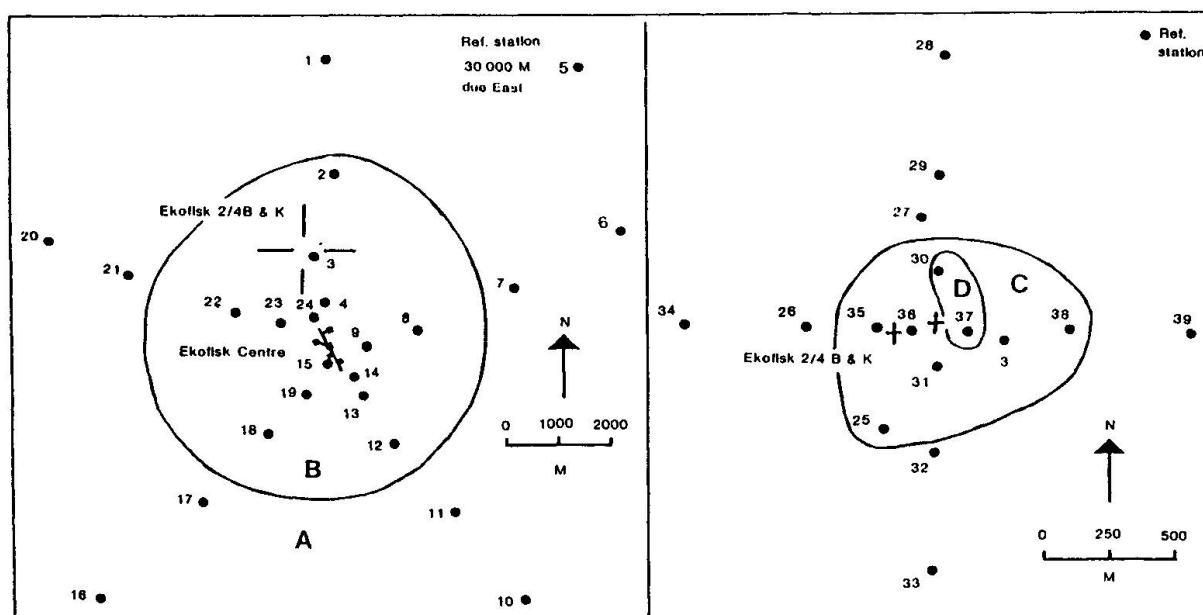 1
Ref. station
30 000 M
duo East
5
2
Ekofisk 2/4B & K
6
20
3
21
7
22
23
24
4
8
9
Ekofisk Centre
15
14
19
13
18
12
B
17
11
A
16
10
N
0 1000 2000
M
28
Ref.
station
29
27
30
C
D
34
26
35
36
37
38
39
Ekofisk 2/4 B & K
3
31
25
32
33
N
0 250 500
M